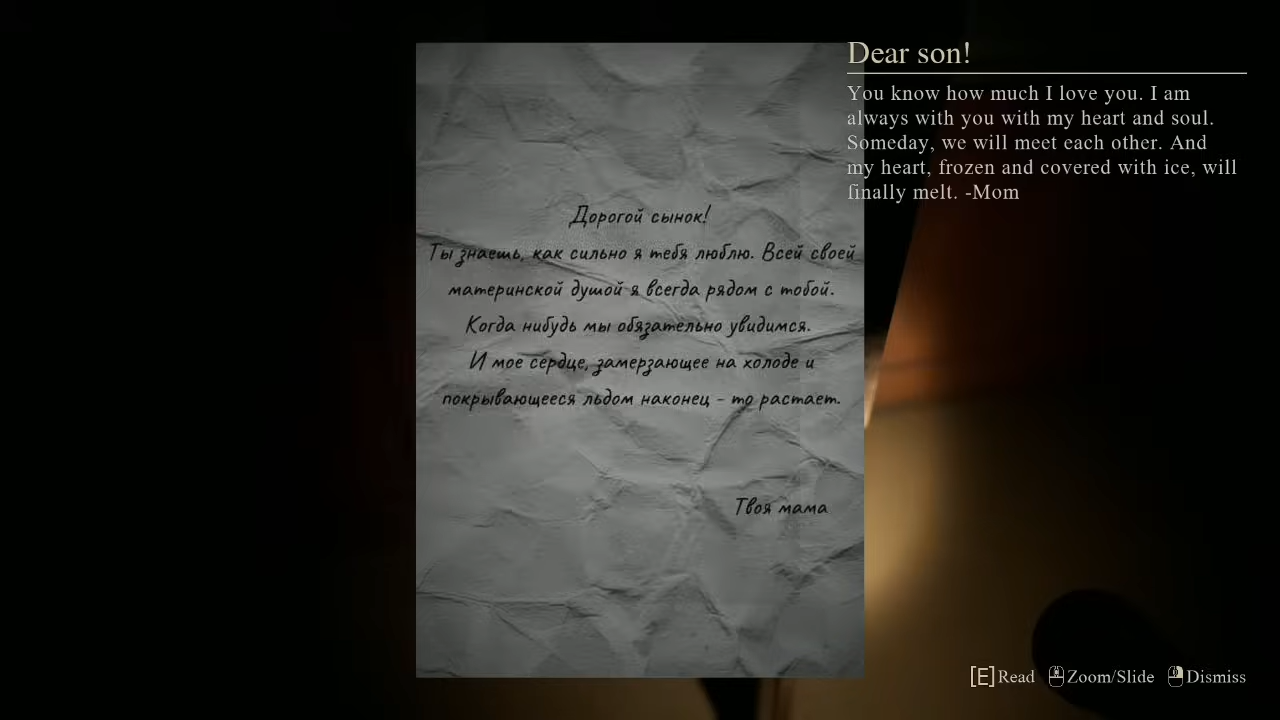 Дорогой сынок!
Ты знаешь, как сильно я тебя люблю. Всей своей
материнской душой я всегда рядом с тобой.
Когда нибудь мы обязательно увидимся.
И мое сердце, замерзающее на холоде и
покрывающееся льдом наконец - то растает.
Твоя мама
Dear son!
You know how much I love you. I am
always with you with my heart and soul.
Someday, we will meet each other. And
my heart, frozen and covered with ice, will
finally melt. -Mom
[E]Read Zoom/Slide Dismiss